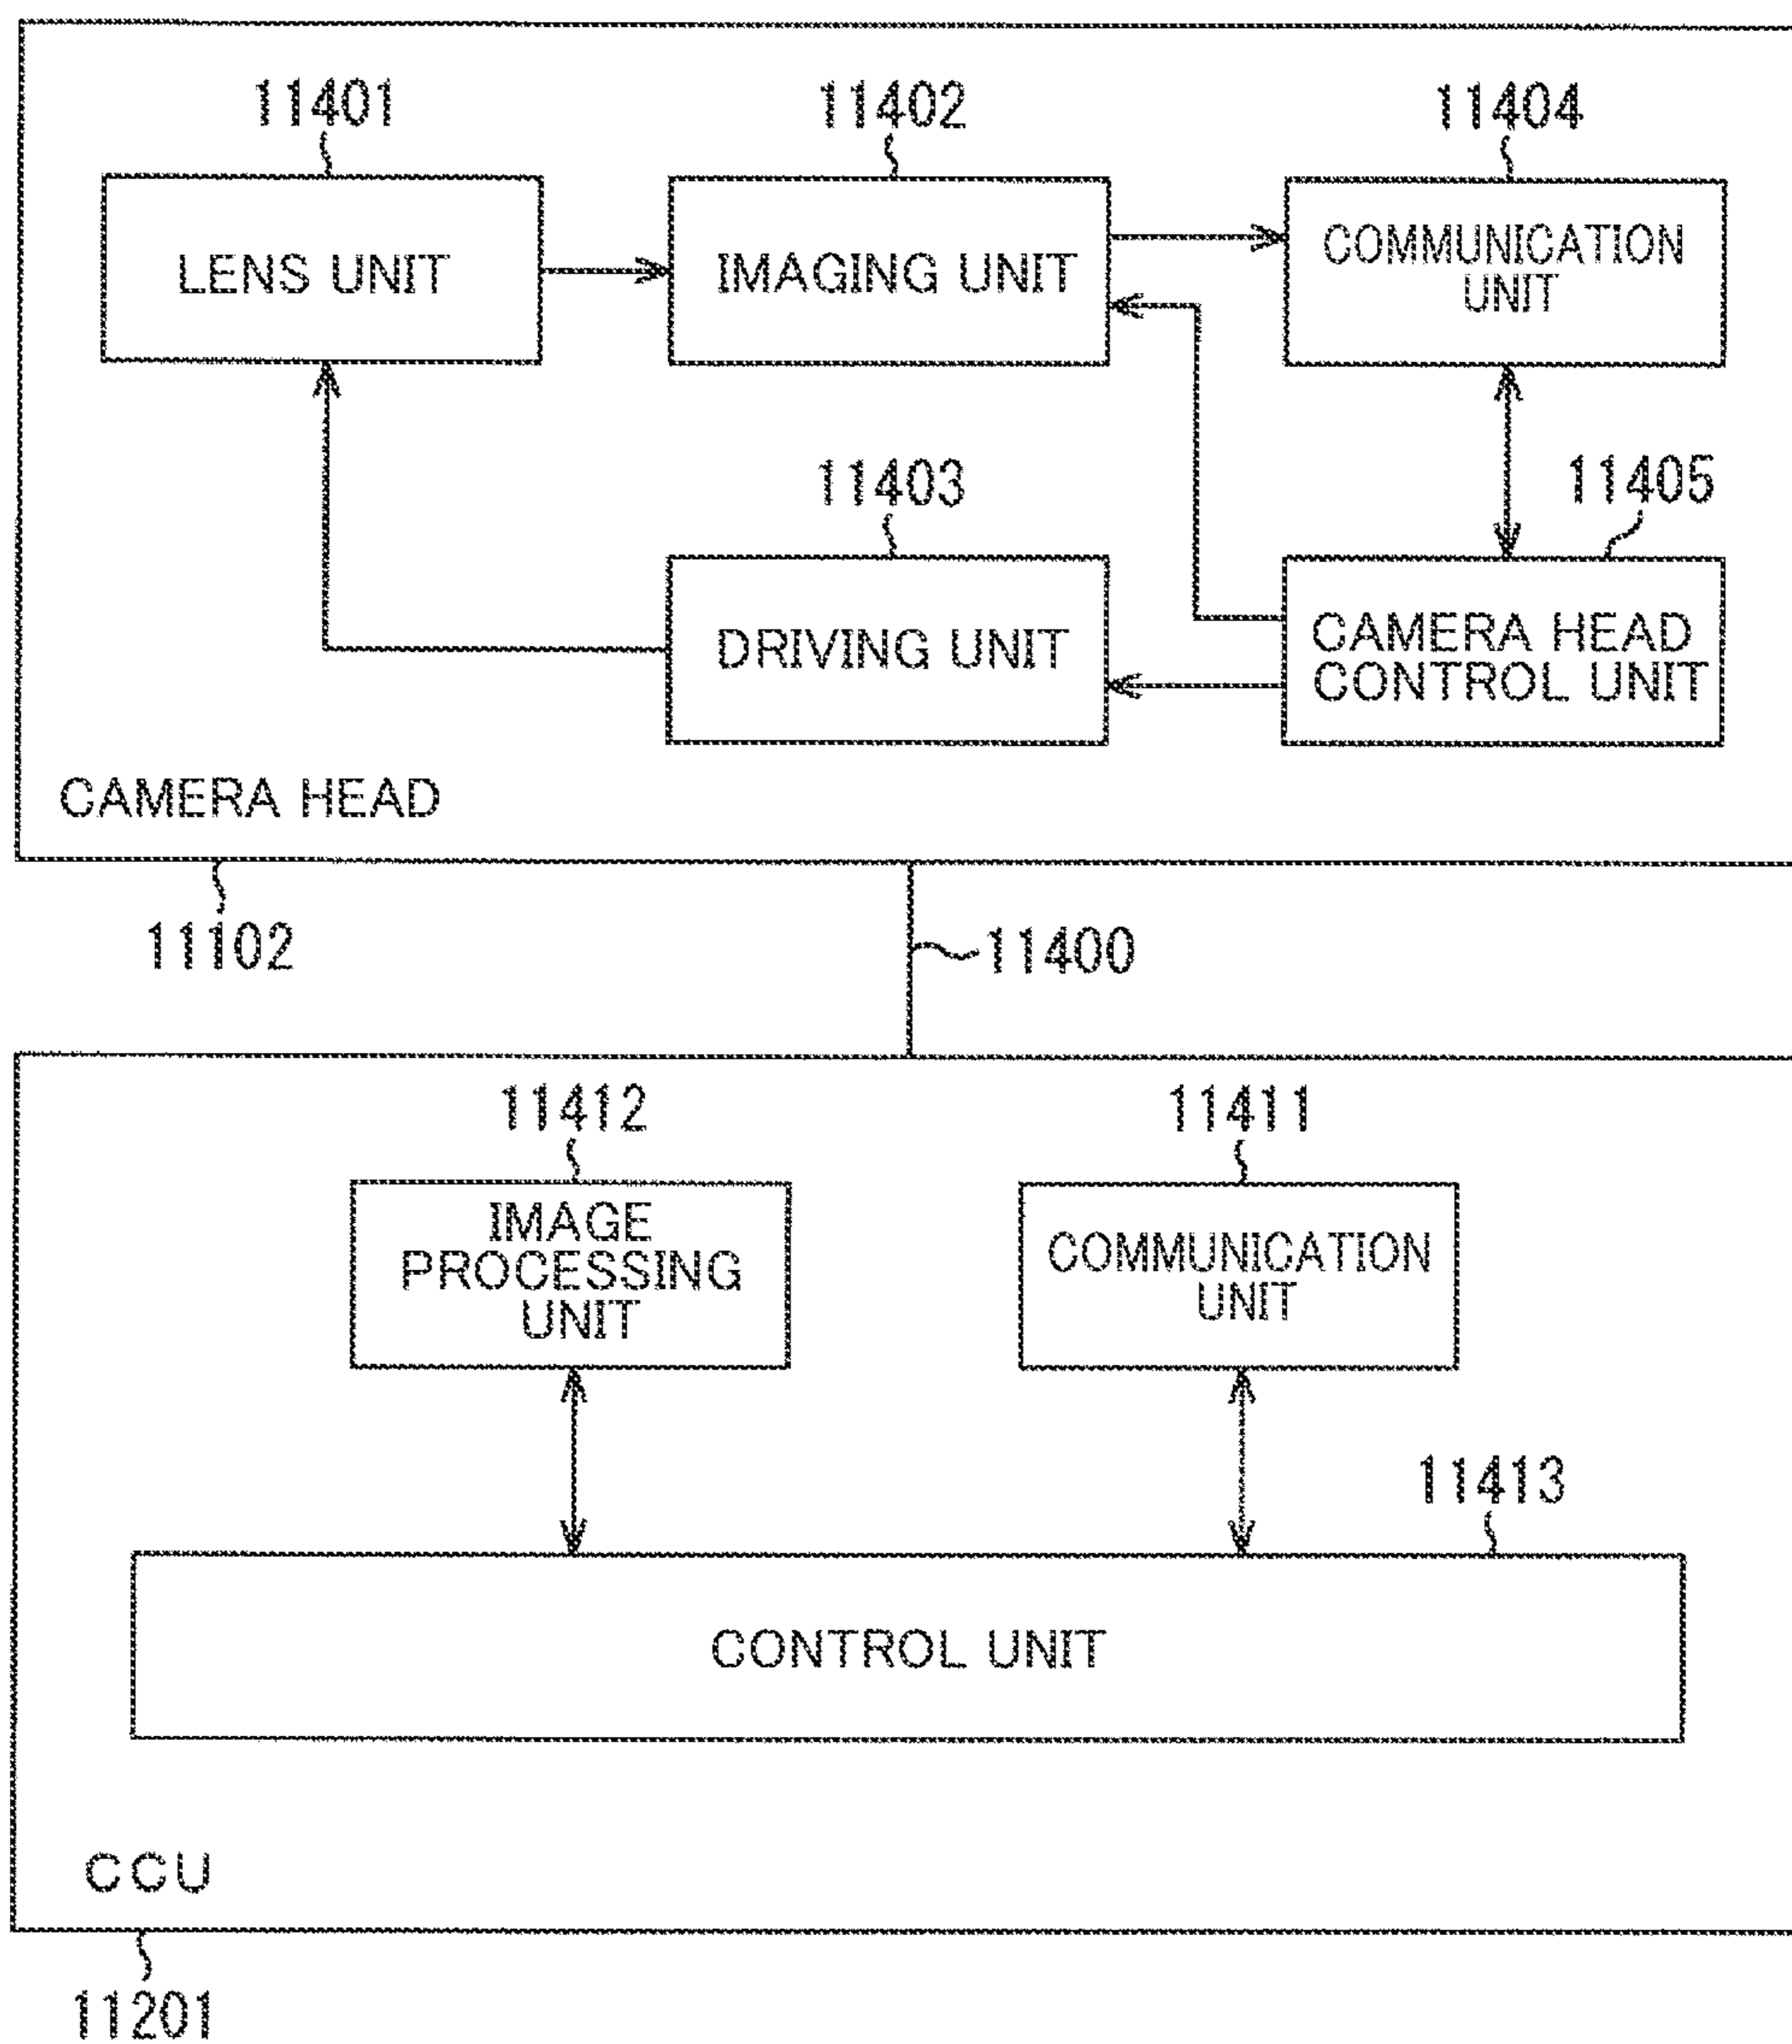 11401
11402
11404
LENS UNIT
IMAGING UNIT
COMMUNICATION
UNIT
11403
11405
DRIVING UNIT
CAMERA HEAD
CONTROL UNIT
CAMERA HEAD
11102
11400
11412
11411
IMAGE
PROCESSING
UNIT
COMMUNICATION
UNIT
11413
CONTROL UNIT
CCU
11201